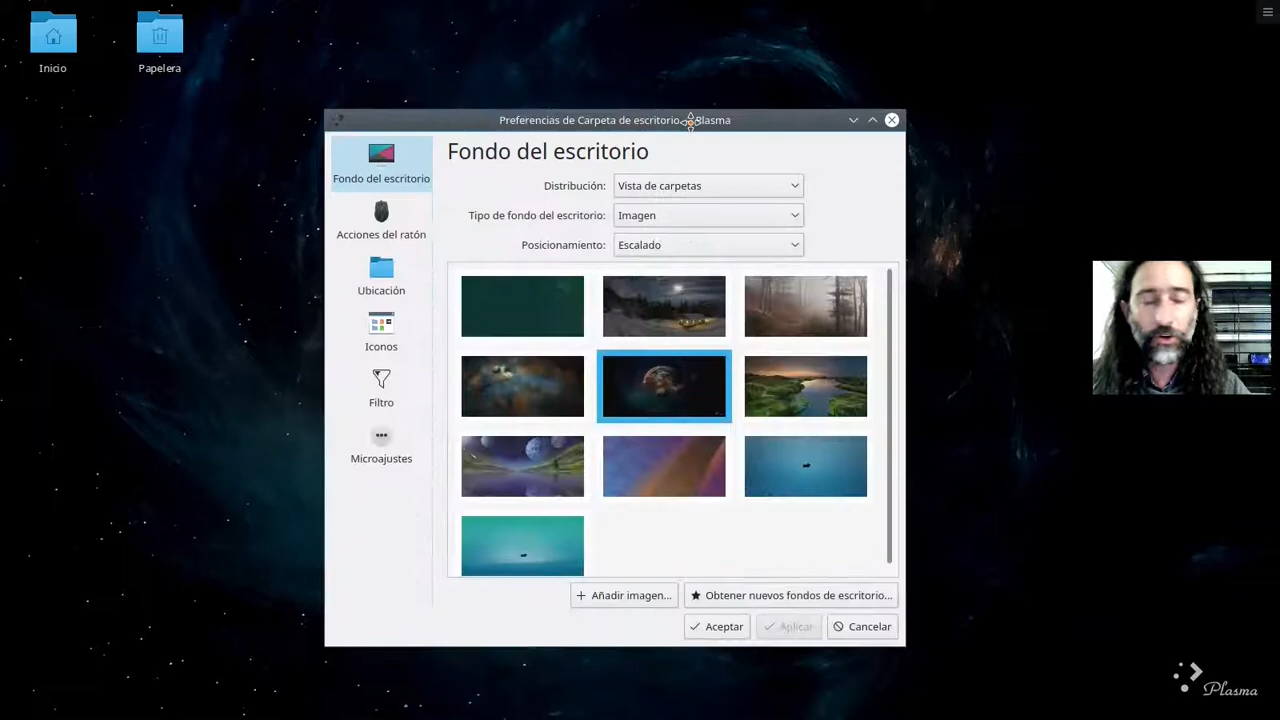 Inicio
Papelera
Preferencias de Carpeta de escritorio Plasma
Fondo del escritorio
Fondo del escritorio
Distribución: Vista de carpetas
Acciones del ratón
Tipo de fondo del escritorio: Imagen
Posicionamiento: Escalado
Ubicación
Iconos
Filtro
Microajustes
Añadir imagen...
Obtener nuevos fondos de escritorio...
Aceptar
Aplicar
Cancelar
Plasma